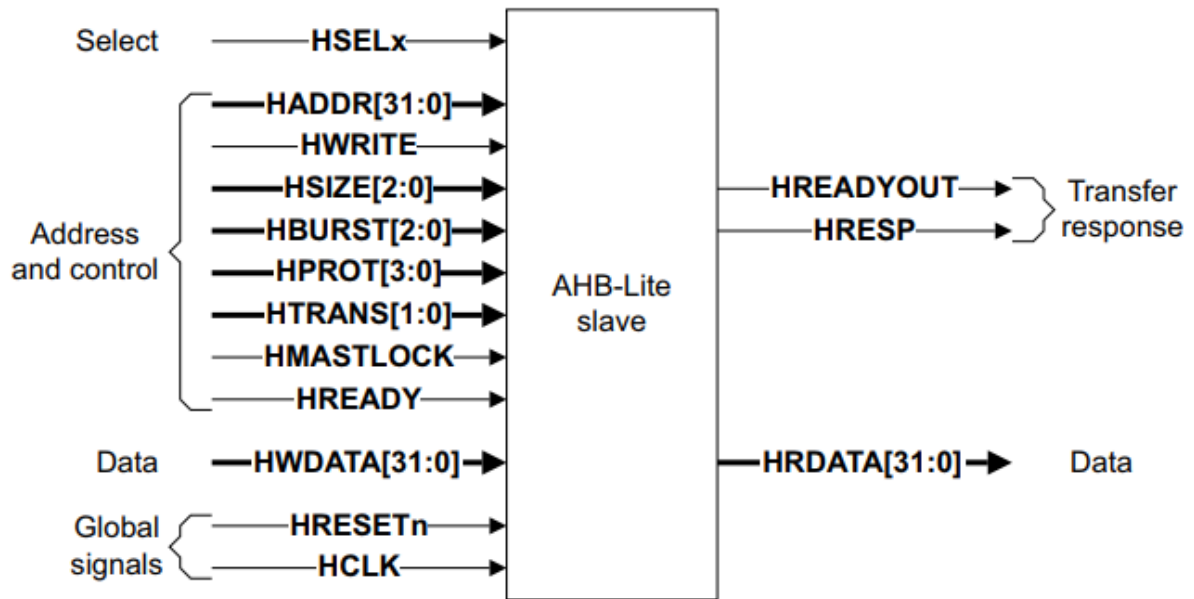 Select
HSELx
HADDR[31:0]
HWRITE
HSIZE[2:0]
HBURST[2:0]
HPROT[3:0]
HTRANS[1:0]
HMASTLOCK
HREADY
Address
and control
Data
HWDATA[31:0]
Global
signals
HRESETn
HCLK
AHB-Lite
slave
HREADYOUT
HRESP
Transfer
response
HRDATA[31:0]
Data